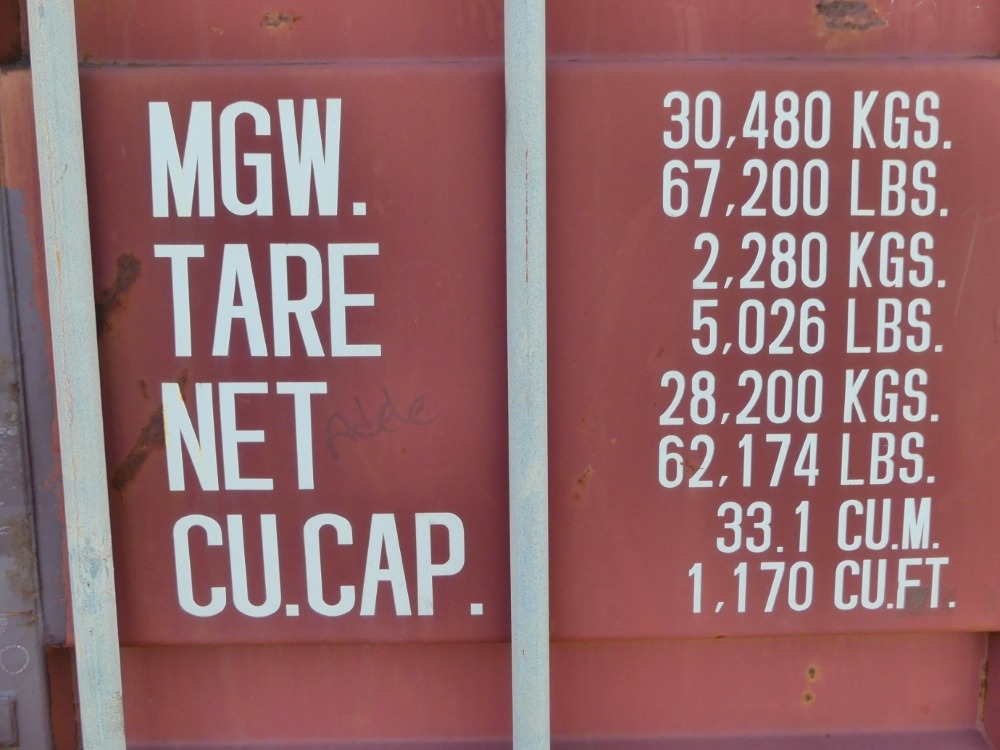 MGW. 30,480 KGS.
67,200 LBS.
TARE 2,280 KGS.
5,026 LBS.
NET 28,200 KGS.
62,174 LBS.
CU.CAP. 33.1 CU.M.
1,170 CU.FT.